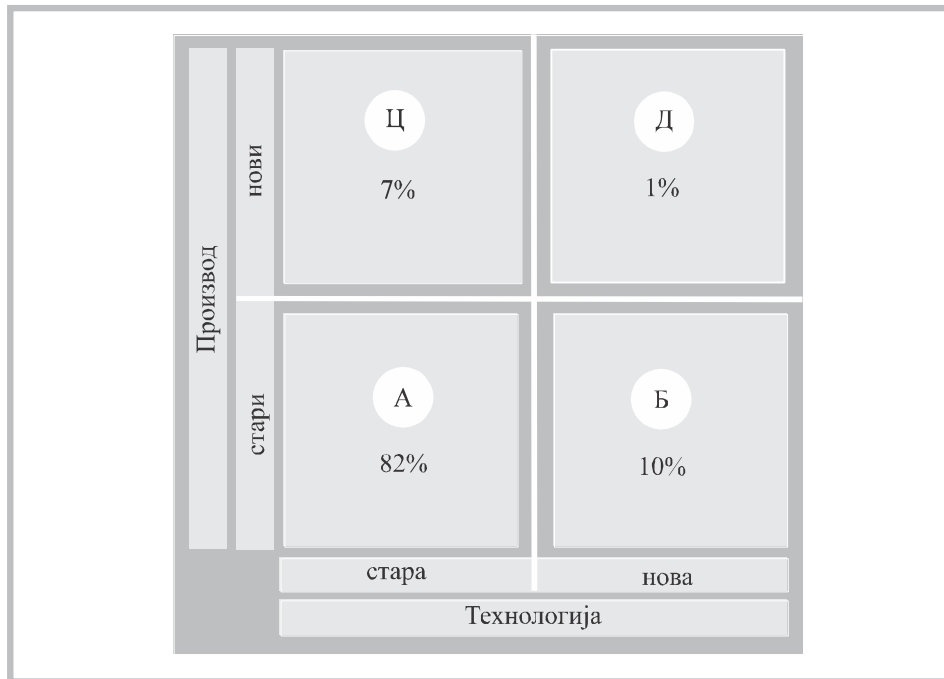 Производ
нови
Ц
7%
Д
1%
стари
А
82%
Б
10%
стара
нова
Технологија